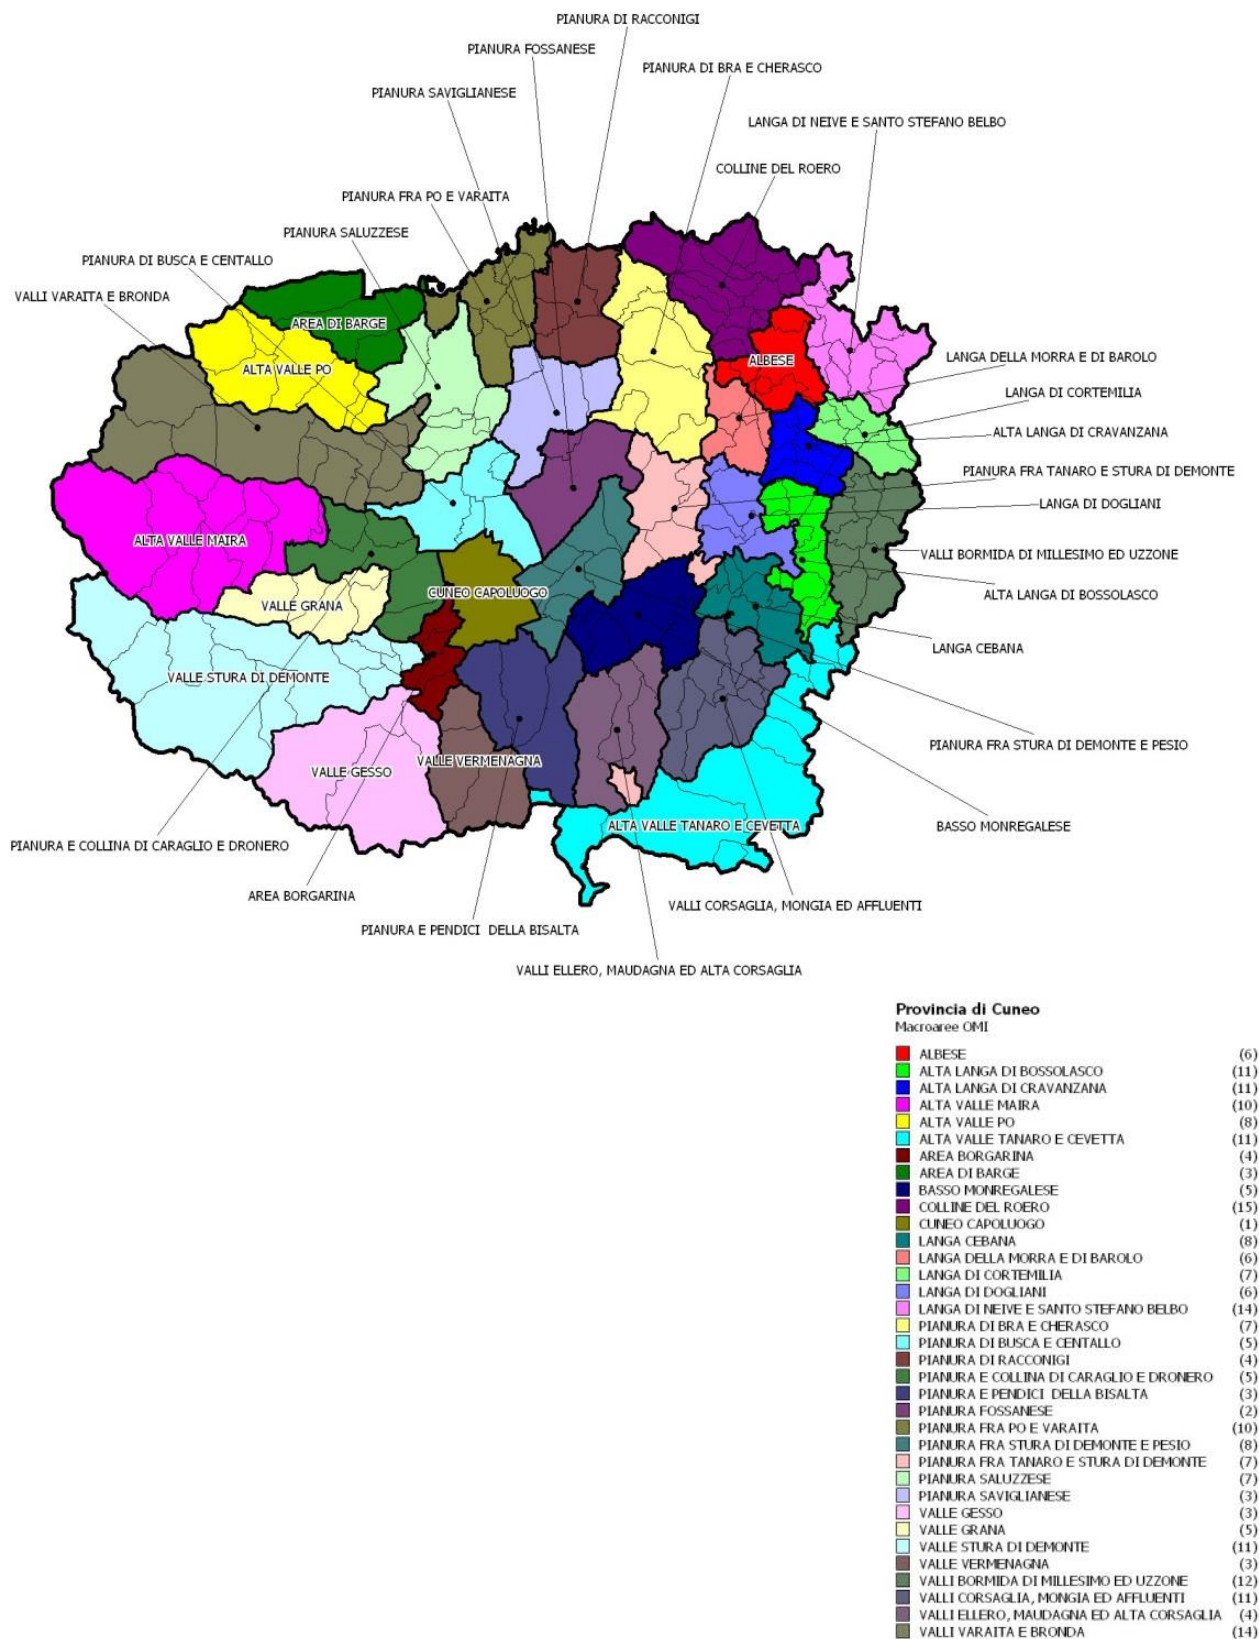 PIANURA DI RACCONIGI
PIANURA FOSSANESE
PIANURA DI BRA E CHERASCO
PIANURA SAVIGLIANESE
LANGA DI NEIVE E SANTO STEFANO BELBO
COLLINE DEL ROERO
PIANURA FRA PO E VARAITA
PIANURA SALUZZESE
PIANURA DI BUSCA E CENTALLO
VALLI VARAITA E BRONDA
AREA DI BARGE
ALBESE
LANGA DELLA MORRA E DI BAROLO
ALTA VALLE PO
LANGA DI CORTEMILIA
ALTA LANGA DI CRAVANZANA
PIANURA FRA TANARO E STURA DI DEMONTE
LANGA DI DOGLIANI
ALTA VALLE MAIRA
VALLI BORMIDA DI MILLESIMO ED UZZONE
CUNEO CAPOLUOGO
ALTA LANGA DI BOSSOLASCO
VALLE GRANA
LANGA CEBANA
VALLE STURA DI DEMONTE
PIANURA FRA STURA DI DEMONTE E PESIO
VALLE VERMENAGNA
VALLE GESSO
ALTA VALLE TANARO E CEVETTA
BASSO MONREGALESE
PIANURA E COLLINA DI CARAGLIO E DRONERO
AREA BORGARINA
VALLI CORSAGLIA, MONGIA ED AFFLUENTI
PIANURA E PENDICI  DELLA BISALTA
VALLI ELLERO, MAUDAGNA ED ALTA CORSAGLIA
Provincia di Cuneo
Macroaree OMI
ALBESE (6)
ALTA LANGA DI BOSSOLASCO (11)
ALTA LANGA DI CRAVANZANA (11)
ALTA VALLE MAIRA (10)
ALTA VALLE PO (8)
ALTA VALLE TANARO E CEVETTA (11)
AREA BORGARINA (4)
AREA DI BARGE (3)
BASSO MONREGALESE (5)
COLLINE DEL ROERO (15)
CUNEO CAPOLUOGO (1)
LANGA CEBANA (8)
LANGA DELLA MORRA E DI BAROLO (6)
LANGA DI CORTEMILIA (7)
LANGA DI DOGLIANI (6)
LANGA DI NEIVE E SANTO STEFANO BELBO (14)
PIANURA DI BRA E CHERASCO (7)
PIANURA DI BUSCA E CENTALLO (5)
PIANURA DI RACCONIGI (4)
PIANURA E COLLINA DI CARAGLIO E DRONERO (5)
PIANURA E PENDICI  DELLA BISALTA (3)
PIANURA FOSSANESE (2)
PIANURA FRA PO E VARAITA (10)
PIANURA FRA STURA DI DEMONTE E PESIO (8)
PIANURA FRA TANARO E STURA DI DEMONTE (7)
PIANURA SALUZZESE (7)
PIANURA SAVIGLIANESE (3)
VALLE GESSO (3)
VALLE GRANA (5)
VALLE STURA DI DEMONTE (11)
VALLE VERMENAGNA (3)
VALLI BORMIDA DI MILLESIMO ED UZZONE (12)
VALLI CORSAGLIA, MONGIA ED AFFLUENTI (11)
VALLI ELLERO, MAUDAGNA ED ALTA CORSAGLIA (4)
VALLI VARAITA E BRONDA (14)